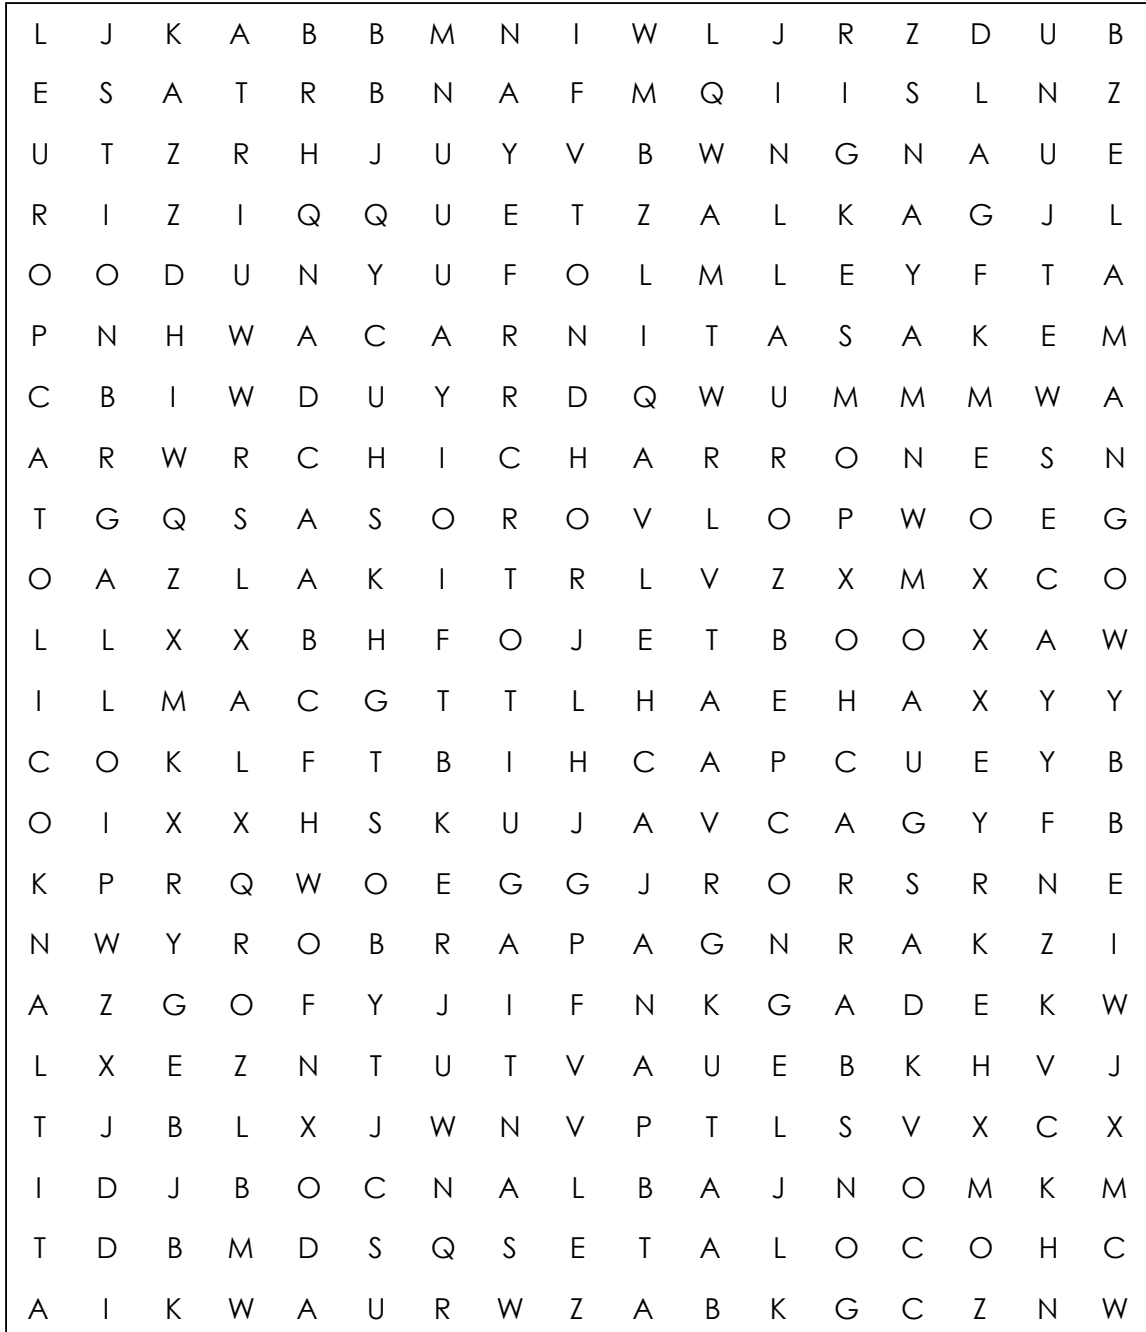 L J K A B B M N I W L J R Z D U B
E S A T R B N A F M Q I I S L N Z
U T Z R H J U Y V B W N G N A U E
R I Z I Q Q U E T Z A L K A G J L
O O D U N Y U F O L M L E Y F T A
P N H W A C A R N I T A S A K E M
C B I W D U Y R D Q W U M M M W A
A R W R C H I C H A R R O N E S N
T G Q S A S O R O V L O P W O E G
O A Z L A K I T R L V Z X M X C O
L L X X B H F O J E T B O O X A W
I L M A C G T T L H A E H A X Y Y
C O K L F T B I H C A P C U E Y B
O I X X H S K U J A V C A G Y F B
K P R Q W O E G G J R O R S R N E
N W Y R O B R A P A G N R A K Z I
A Z G O F Y J I F N K G A D E K W
L X E Z N T U T V A U E B K H V J
T J B L X J W N V P T L S V X C X
I D J B O C N A L B A J N O M K M
T D B M D S Q S E T A L O C O H C
A I K W A U R W Z A B K G C Z N W